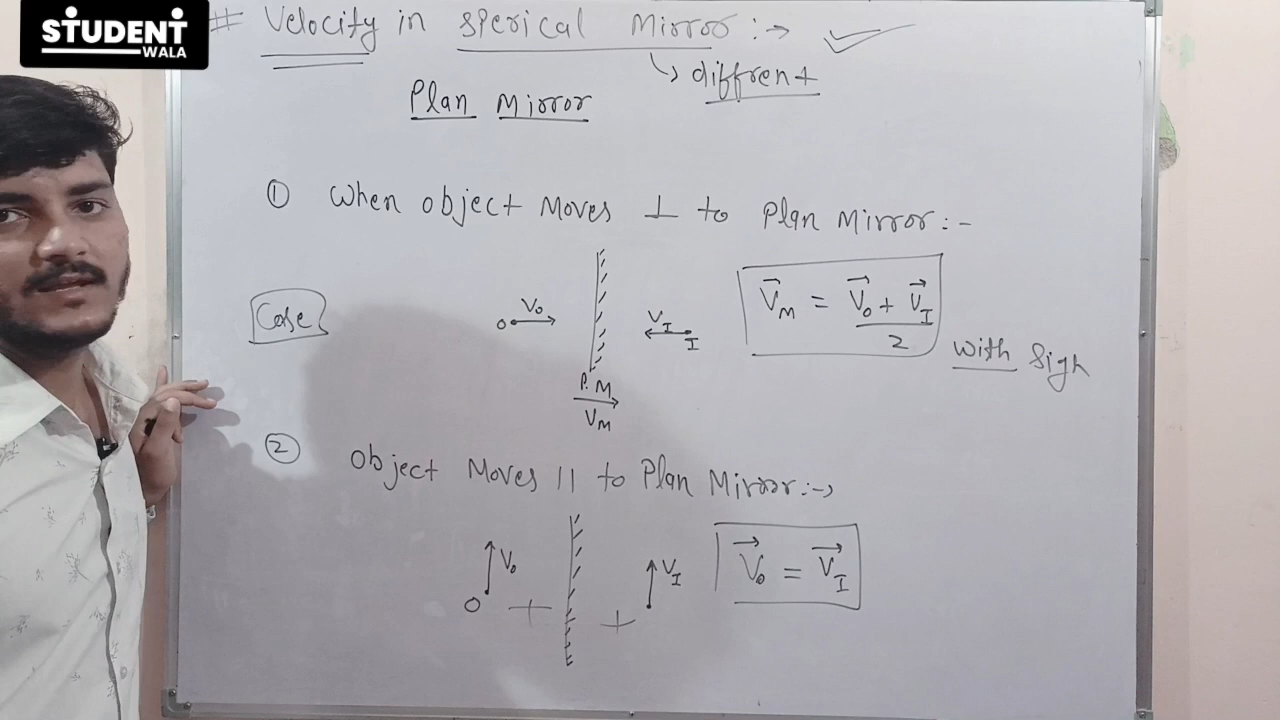 STUDENT
WALA
# Velocity in sperical Mirror :→
↳ diffrent
Plan Mirror
① When object Moves ⊥ to Plan Mirror :-
Case
V₀
O
V_I
I
P.M
V_M
V⃗_M = V⃗₀ + V⃗_I / 2
with Sign
② Object Moves || to Plan Mirror :→
V₀
O
V_I
V⃗₀ = V⃗_I